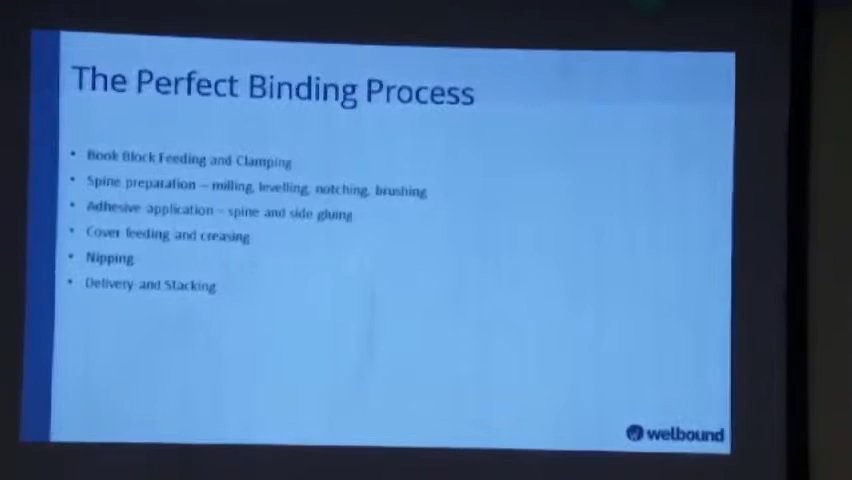 The Perfect Binding Process
• Book Block Feeding and Clamping
• Spine preparation – milling, levelling, notching, brushing
• Adhesive application – spine and side gluing
• Cover feeding and creasing
• Nipping
• Delivery and Stacking
welbound